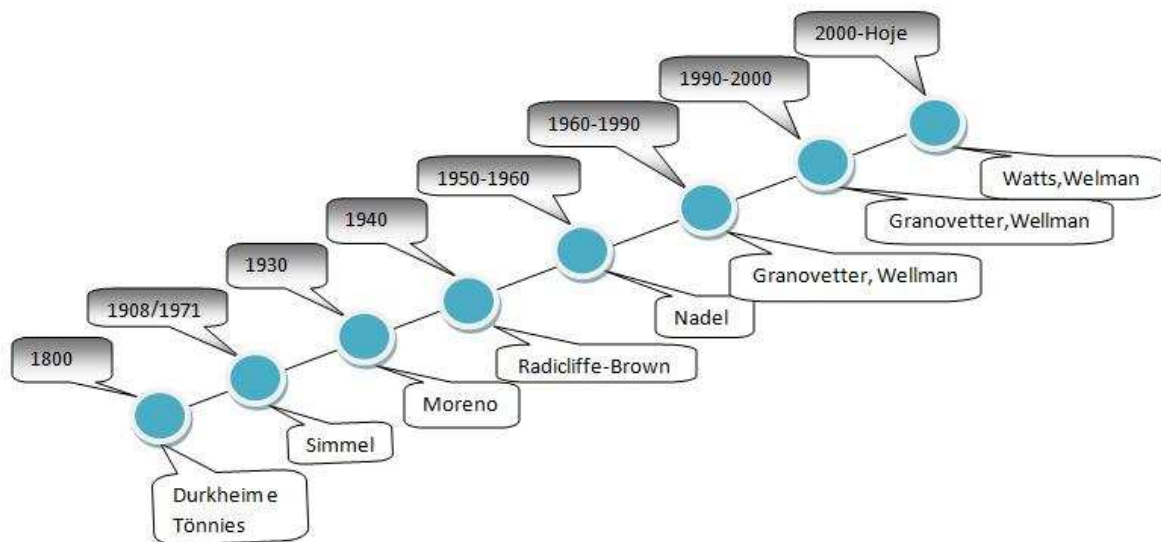 1800
Durkheim e
Tönnies
1908/1971
Simmel
1930
Moreno
1940
Radicliffe-Brown
1950-1960
Nadel
1960-1990
Granovetter, Wellman
1990-2000
Granovetter,Wellman
2000-Hoje
Watts,Welman